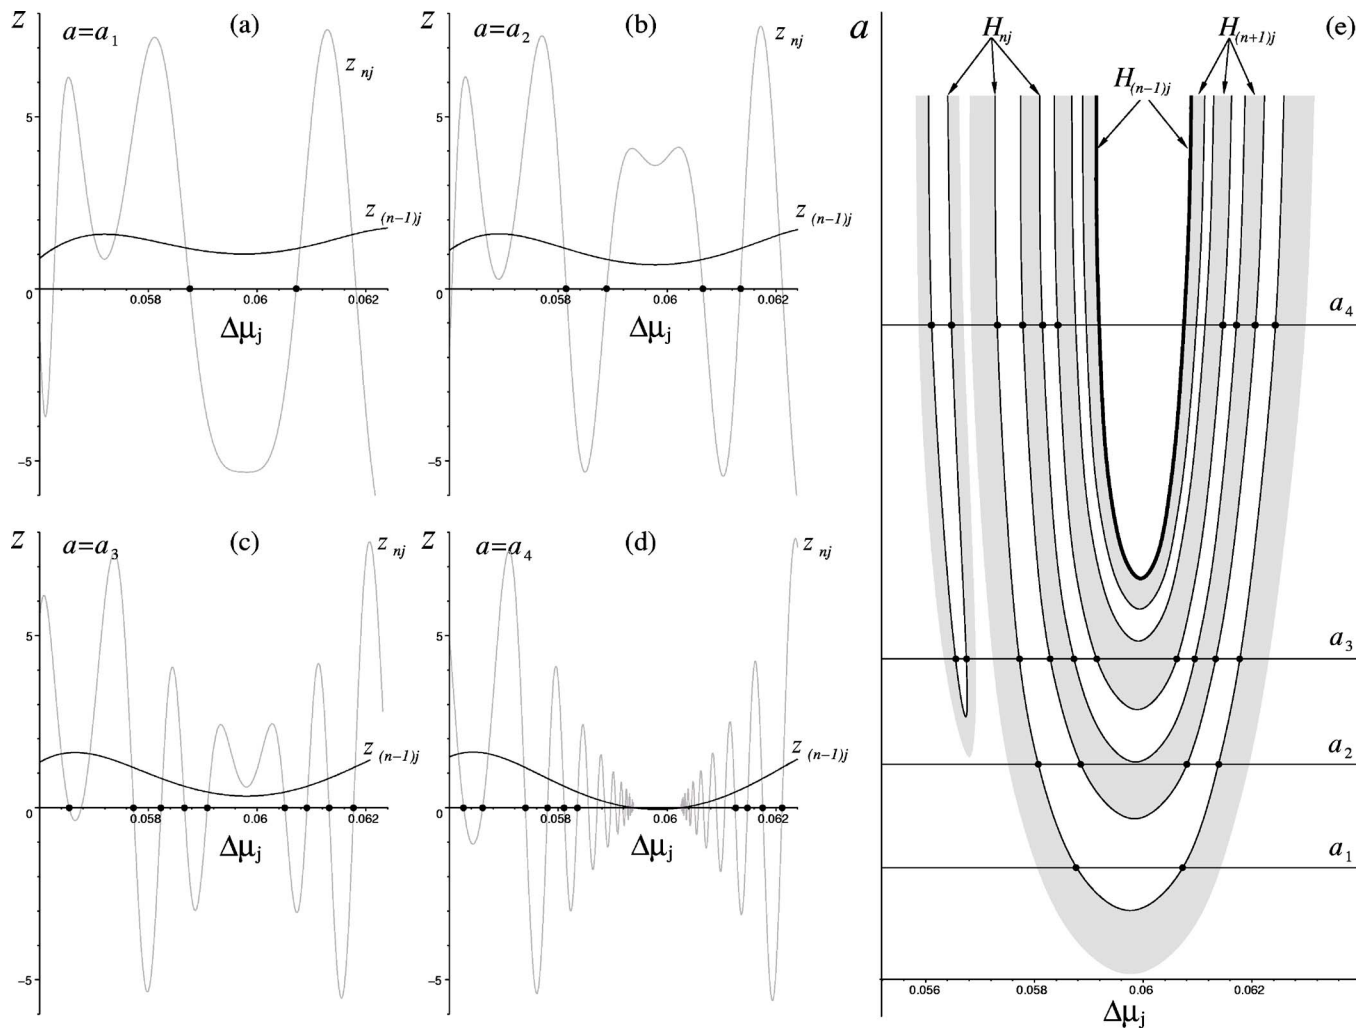 z
a=a1
(a)
z nj
z (n−1)j
5
0
0.058
0.06
0.062
Δμj
−5
z
a=a2
(b)
z nj
z (n−1)j
5
0
0.058
0.06
0.062
Δμj
−5
z
a=a3
(c)
z nj
z (n−1)j
5
0
0.058
0.06
0.062
Δμj
−5
z
a=a4
(d)
z nj
z (n−1)j
5
0
0.058
0.06
0.062
Δμj
−5
a
Hnj
H(n+1)j
(e)
H(n−1)j
a4
a3
a2
a1
0.056
0.058
0.06
0.062
Δμj